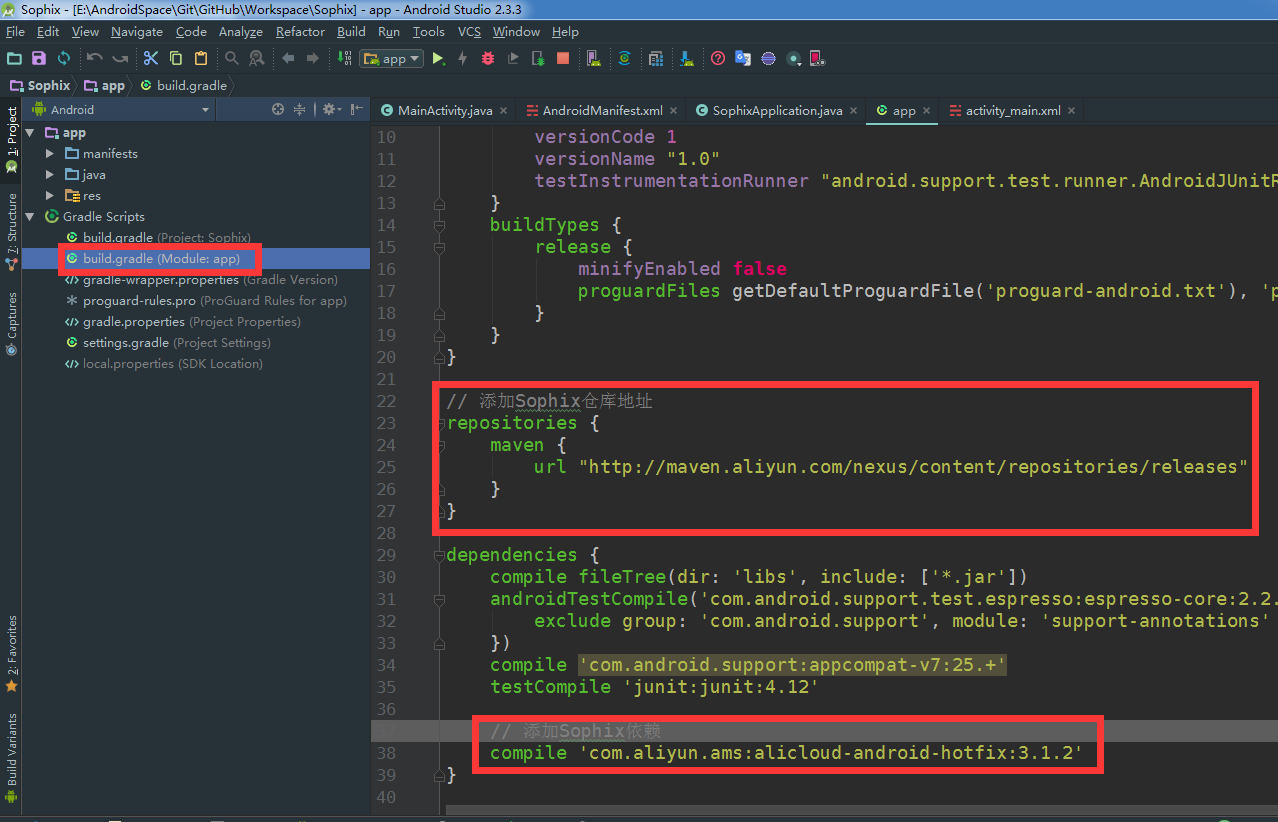 Sophix - [E:\AndroidSpace\Git\GitHub\Workspace\Sophix] - app - Android Studio 2.3.3
File Edit View Navigate Code Analyze Refactor Build Run Tools VCS Window Help
app
Sophix app build.gradle
Android
MainActivity.java AndroidManifest.xml SophixApplication.java app activity_main.xml
1: Project
7: Structure
Captures
2: Favorites
Build Variants
app
manifests
java
res
Gradle Scripts
build.gradle (Project: Sophix)
build.gradle (Module: app)
gradle-wrapper.properties (Gradle Version)
proguard-rules.pro (ProGuard Rules for app)
gradle.properties (Project Properties)
settings.gradle (Project Settings)
local.properties (SDK Location)
10 versionCode 1
11 versionName "1.0"
12 testInstrumentationRunner "android.support.test.runner.AndroidJUnitR
13 }
14 buildTypes {
15 release {
16 minifyEnabled false
17 proguardFiles getDefaultProguardFile('proguard-android.txt'), 'p
18 }
19 }
20 }
21
22 // 添加Sophix仓库地址
23 repositories {
24 maven {
25 url "http://maven.aliyun.com/nexus/content/repositories/releases"
26 }
27 }
28
29 dependencies {
30 compile fileTree(dir: 'libs', include: ['*.jar'])
31 androidTestCompile('com.android.support.test.espresso:espresso-core:2.2.
32 exclude group: 'com.android.support', module: 'support-annotations'
33 })
34 compile 'com.android.support:appcompat-v7:25.+'
35 testCompile 'junit:junit:4.12'
36
37 // 添加Sophix依赖
38 compile 'com.aliyun.ams:alicloud-android-hotfix:3.1.2'
39 }
40